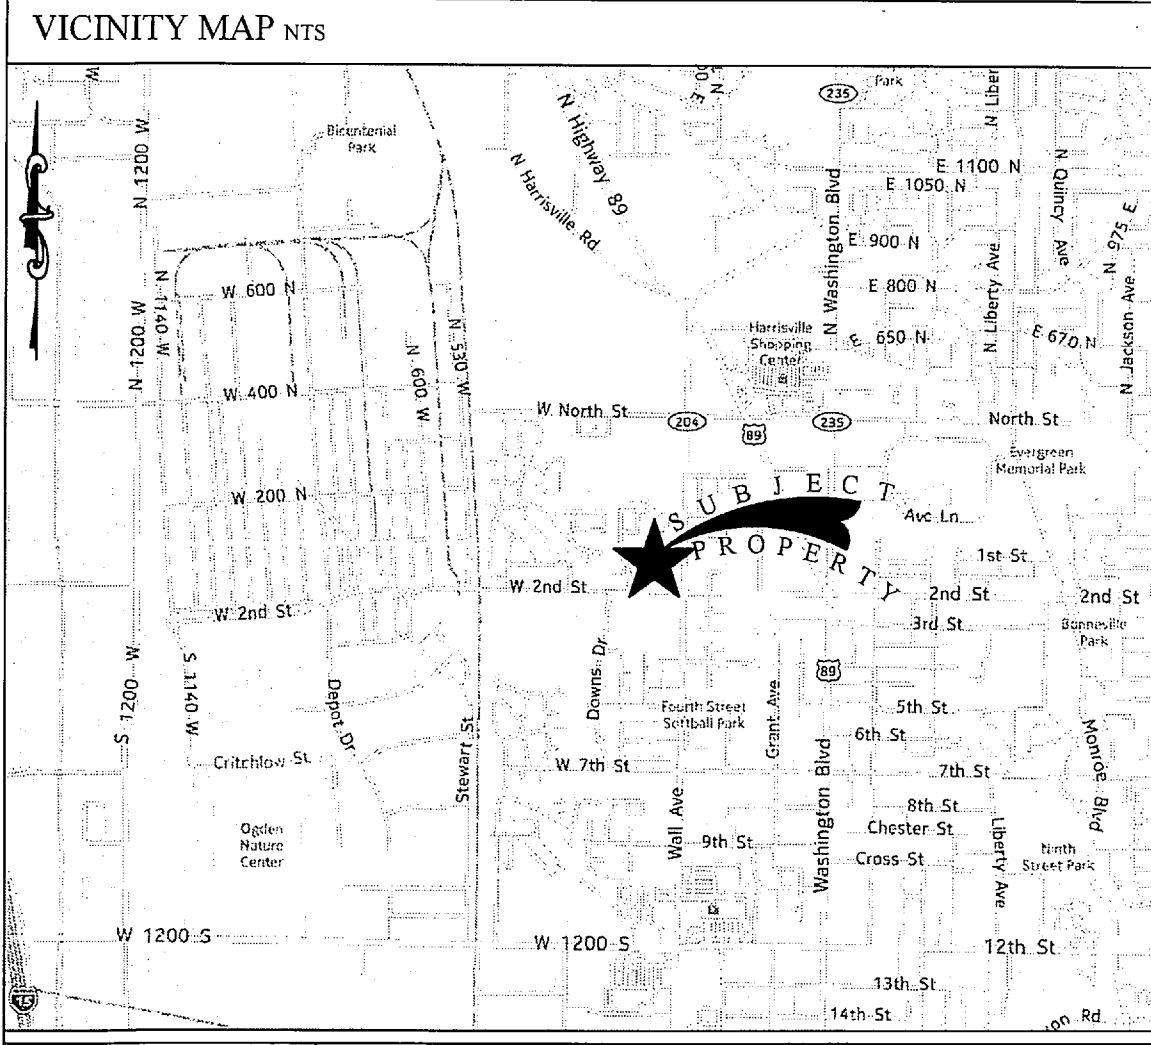 VICINITY MAP NTS
W
235
Park
N Liber
N 1200 W
Bicentenial
Park
N Highway 89
N Harrisville Rd
E 1100 N
E 1050 N
N Quincy Ave
N Washington Blvd
E 900 N
N 975 E
N Liberty Ave
E 800 N
N 1140 W
W 600 N
N 1200 W
N 530 W
N 600 W
Harrisville
Shopping
Center
E 650 N
E 670 N
N Jackson Ave
W 400 N
W North St
204
89
235
North St
Evergreen
Memorial Park
W 200 N
SUBJECT
PROPERTY
Ave Ln
1st St
W 2nd St
W 2nd St
2nd St
2nd St
3rd St
Bonneville
Park
S 1200 W
S 1140 W
Depot Dr
Downs Dr
89
Fourth Street
Softball Park
Grant Ave
5th St
6th St
Monroe Blvd
Critchlow St
Stewart St
W 7th St
Washington Blvd
7th St
Wall Ave
8th St
Chester St
Liberty Ave
Ogden
Nature
Center
9th St
Cross St
Ninth
Street Park
W 1200 S
W 1200 S
12th St
15
13th St
14th St
on Rd